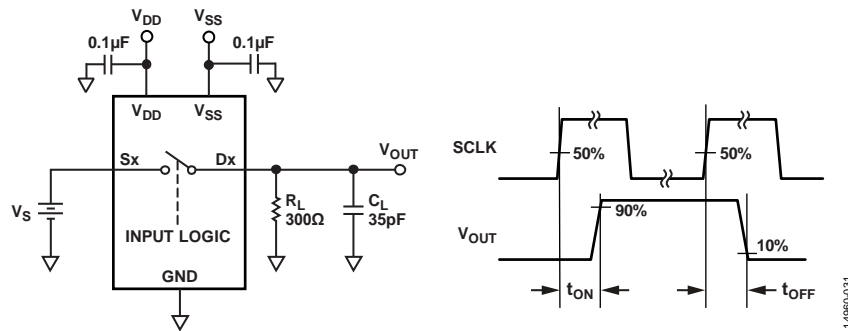 VDD
VSS
0.1µF
0.1µF
VDD
VSS
Sx
Dx
VOUT
VS
RL
300Ω
CL
35pF
INPUT LOGIC
GND
SCLK
50%
50%
VOUT
90%
10%
tON
tOFF
14960-031